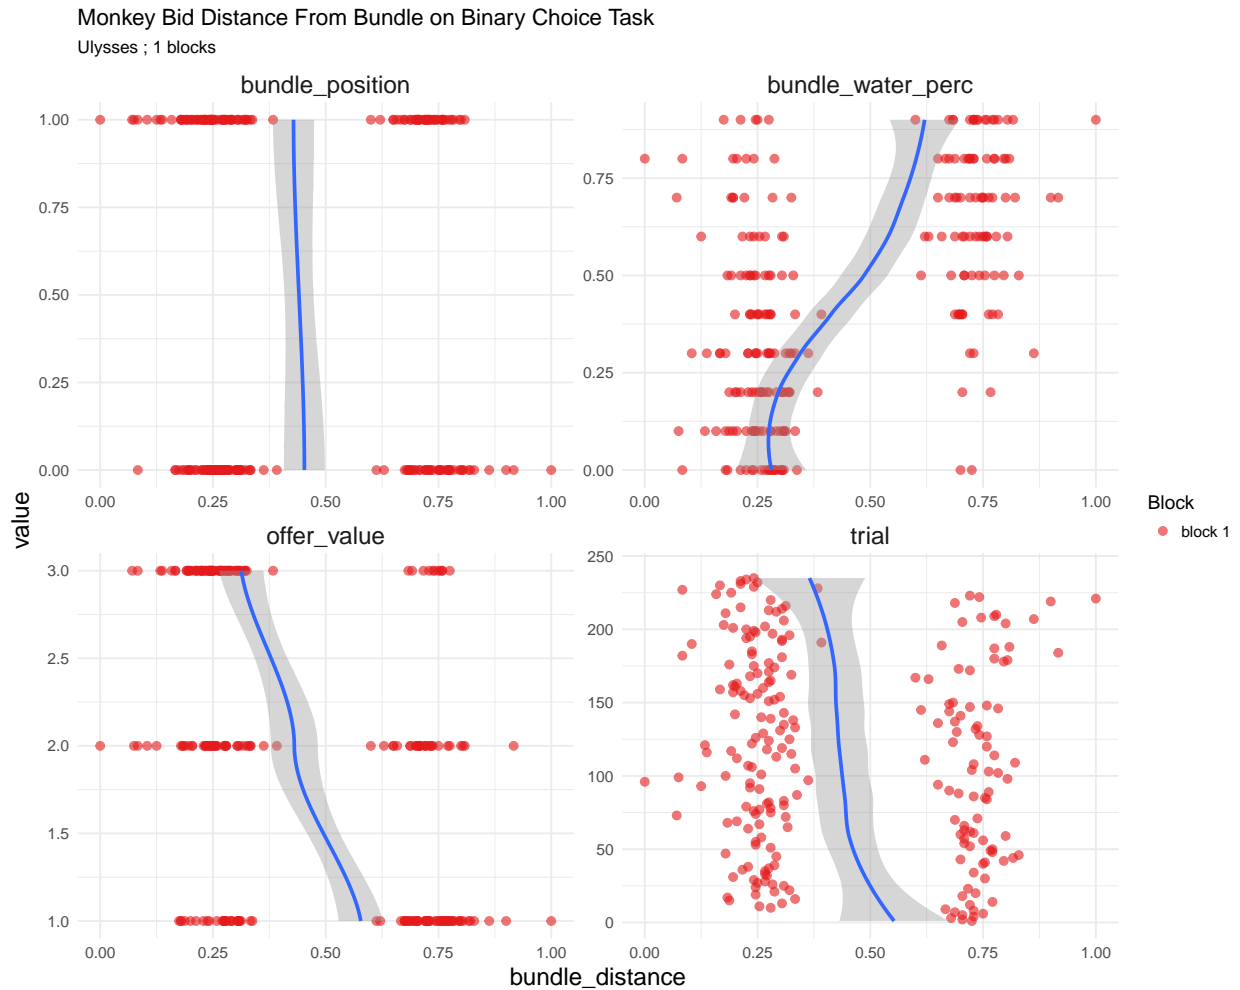 Monkey Bid Distance From Bundle on Binary Choice Task
Ulysses ; 1 blocks
bundle_position
bundle_water_perc
1.00
0.75
0.50
0.25
0.00
0.00 0.25 0.50 0.75 1.00
0.75
0.50
0.25
0.00
0.00 0.25 0.50 0.75 1.00
offer_value
trial
3.0
2.5
2.0
1.5
1.0
0.00 0.25 0.50 0.75 1.00
250
200
150
100
50
0
0.00 0.25 0.50 0.75 1.00
value
bundle_distance
Block
block 1